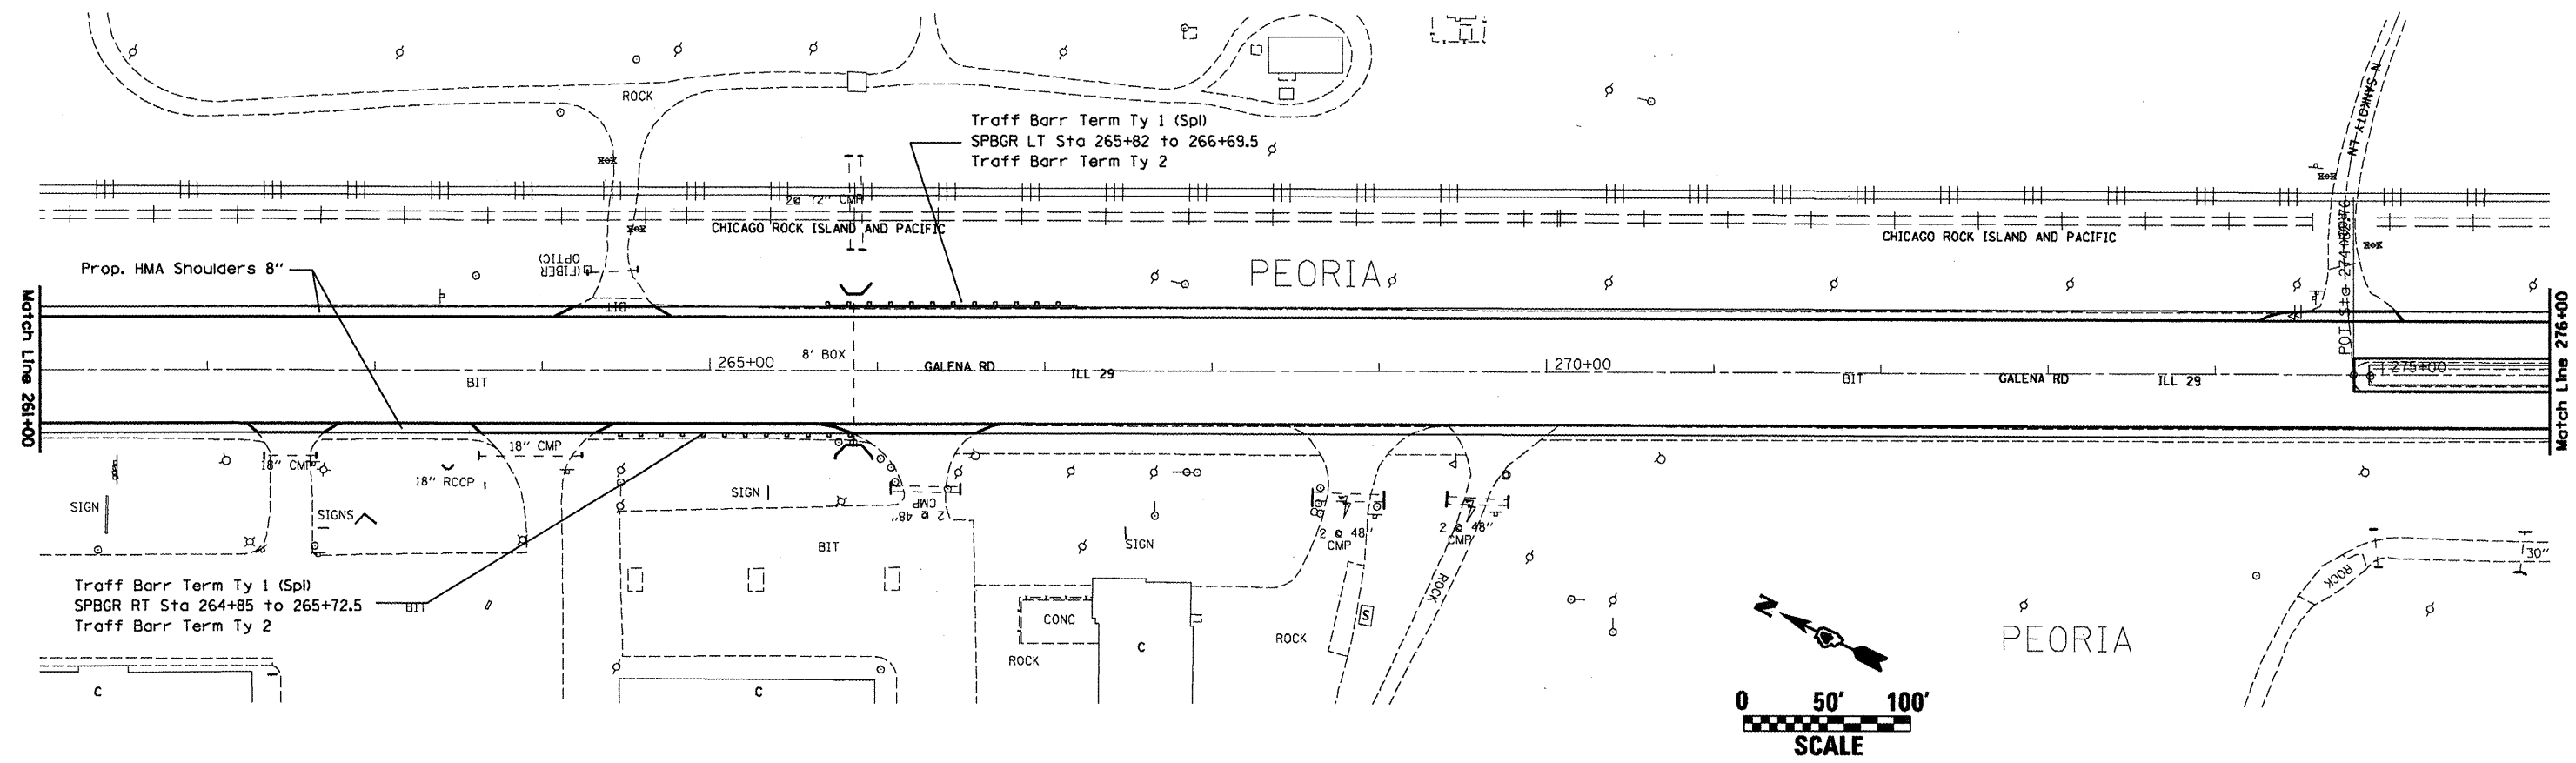 ROCK
Traff Barr Term Ty 1 (Spl)
SPBGR LT Sta 265+82 to 266+69.5
Traff Barr Term Ty 2
N SANKOTY LN
2@ 72" CMP
CHICAGO ROCK ISLAND AND PACIFIC
CHICAGO ROCK ISLAND AND PACIFIC
(FIBER
OPTIC)
Prop. HMA Shoulders 8"
PEORIA
BIT
Match Line 261+00
Match Line 276+00
265+00
8' BOX
GALENA RD
ILL 29
270+00
BIT
BIT
GALENA RD
ILL 29
275+00
18" CMP
18" CMP
18" RCCP
SIGN
SIGNS
SIGN
2 @ 48"
CMP
BIT
SIGN
2 @ 48"
CMP
2 @ 48"
CMP
30"
ROCK
ROCK
Traff Barr Term Ty 1 (Spl)
SPBGR RT Sta 264+85 to 265+72.5
Traff Barr Term Ty 2
BIT
CONC
S
ROCK
ROCK
C
C
C
N
PEORIA
0 50' 100'
SCALE